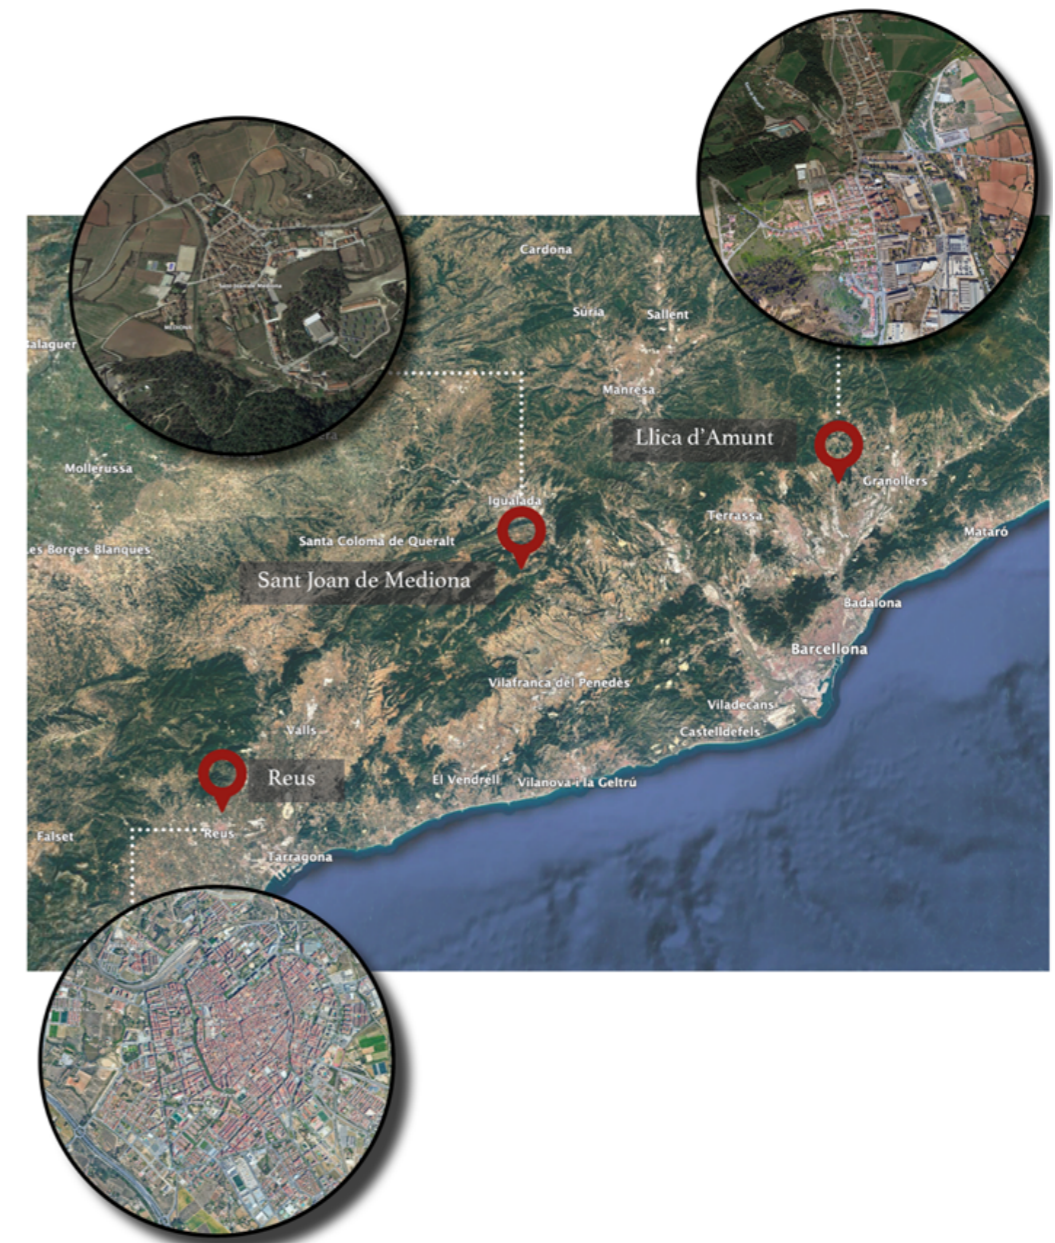 Cardona
Súria
Sallent
Manresa
Mollerussa
Llica d'Amunt
Granollers
Igualada
Terrassa
Mataró
Santa Coloma de Queralt
Les Borges Blanques
Sant Joan de Mediona
Badalona
Barcellona
Vilafranca del Penedès
Viladecans
Castelldefels
Valls
Reus
El Vendrell
Vilanova i la Geltrú
Falset
Reus
Tarragona